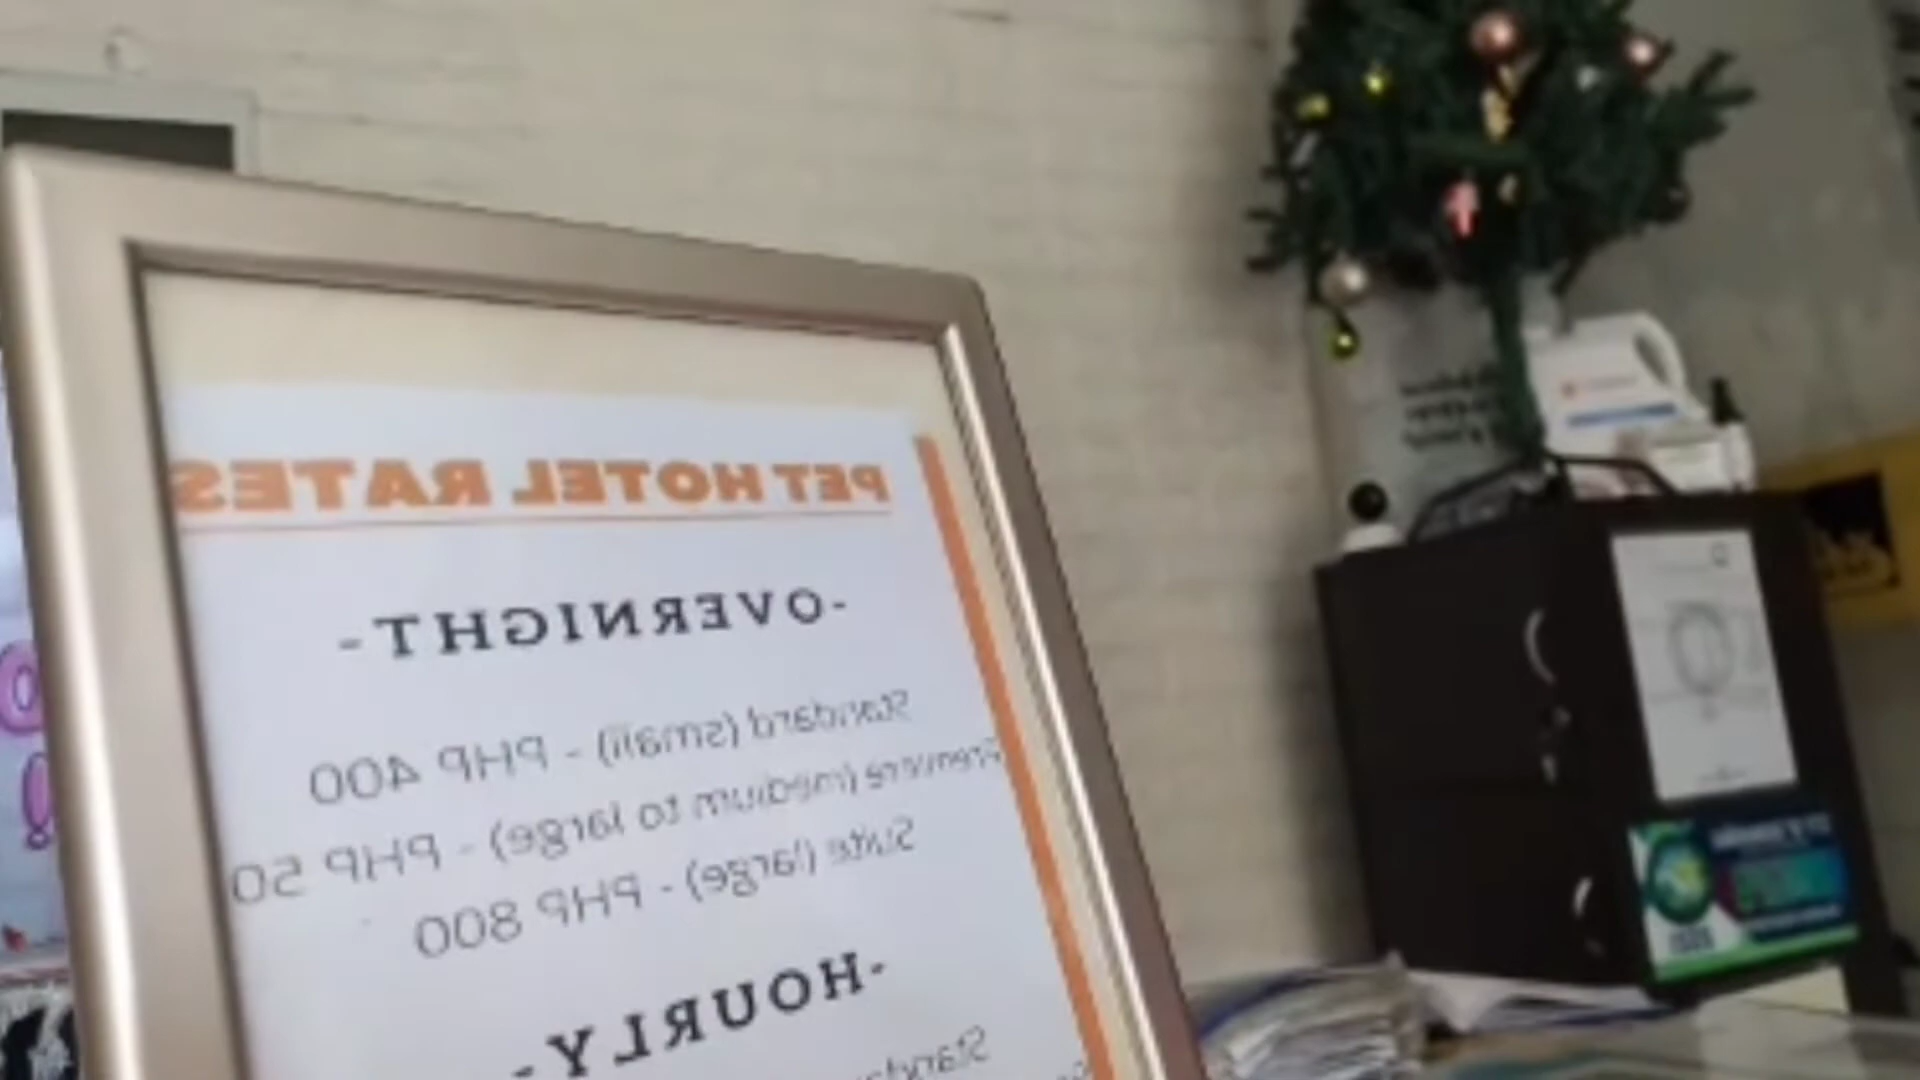 PET HOTEL RATES
-OVERNIGHT-
Standard (small) - PHP 400
Premiere (medium to large) - PHP 50
Suite (large) - PHP 800
-HOURLY-